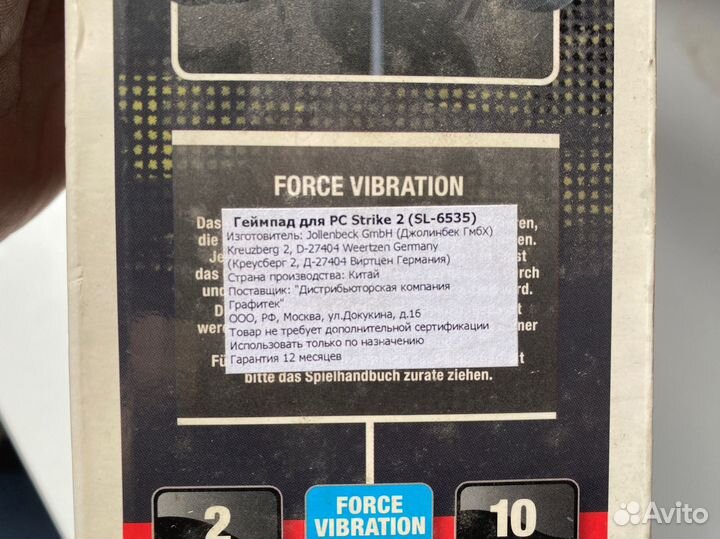 FORCE VIBRATION
Das
Геймпад для PC Strike 2 (SL-6535)
die
Изготовитель: Jollenbeck GmbH (Джолинбек ГмбХ)
Kreuzberg 2, D-27404 Weertzen Germany
(Креусберг 2, Д-27404 Виртцен Германия)
das
Страна производства: Китай
Поставщик: "Дистрибьюторская компания
Графитек"
ООО, РФ, Москва, ул.Докукина, д.16
Товар не требует дополнительной сертификации
Использовать только по назначению
Гарантия 12 месяцев
bitte das Spielhandbuch zurate ziehen.
2
FORCE
VIBRATION
10
Avito